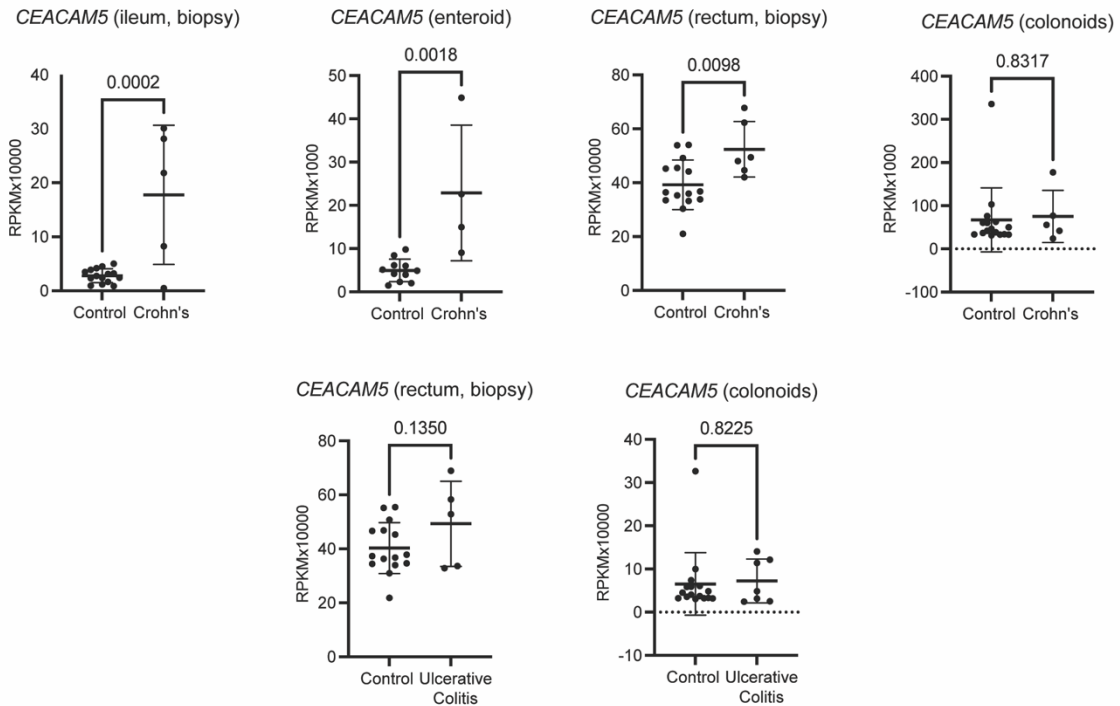 CEACAM5 (ileum, biopsy)
0.0002
RPKMx10000
40
30
20
10
0
Control Crohn's
CEACAM5 (enteroid)
0.0018
RPKMx1000
50
40
30
20
10
0
Control Crohn's
CEACAM5 (rectum, biopsy)
0.0098
RPKMx10000
80
60
40
20
0
Control Crohn's
CEACAM5 (colonoids)
0.8317
RPKMx1000
400
300
200
100
0
-100
Control Crohn's
CEACAM5 (rectum, biopsy)
0.1350
RPKMx10000
80
60
40
20
0
Control Ulcerative
Colitis
CEACAM5 (colonoids)
0.8225
RPKMx10000
40
30
20
10
0
-10
Control Ulcerative
Colitis